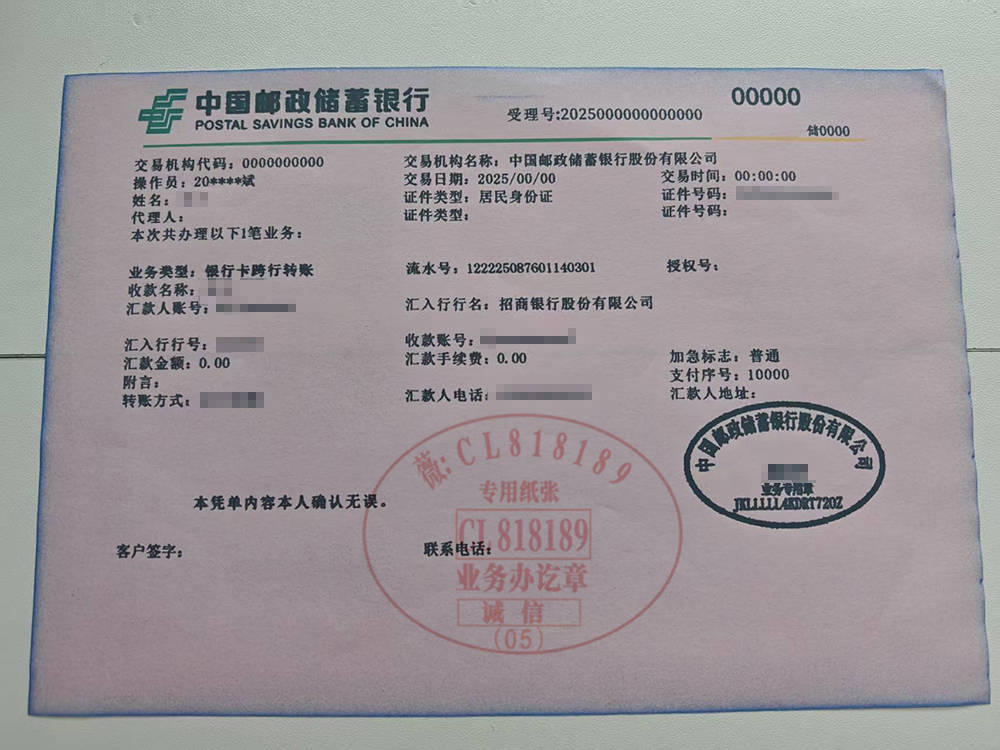 中国邮政储蓄银行
POSTAL SAVINGS BANK OF CHINA
受理号:2025000000000000
00000
储0000
交易机构代码: 0000000000
交易机构名称: 中国邮政储蓄银行股份有限公司
操作员: 20****斌
交易日期: 2025/00/00
交易时间: 00:00:00
姓名:
证件类型: 居民身份证
证件号码:
代理人:
证件类型:
证件号码:
本次共办理以下1笔业务:
业务类型: 银行卡跨行转账
流水号: 122225087601140301
授权号:
收款名称:
汇款人账号:
汇入行行名: 招商银行股份有限公司
汇入行行号:
收款账号:
汇款金额: 0.00
汇款手续费: 0.00
加急标志: 普通
附言:
支付序号: 10000
转账方式:
汇款人电话:
汇款人地址:
中国邮政储蓄银行股份有限公司
业务专用章
薇:CL818189
专用纸张
CL818189
业务办讫章
诚信
(05)
本凭单内容本人确认无误。
客户签字:
联系电话: